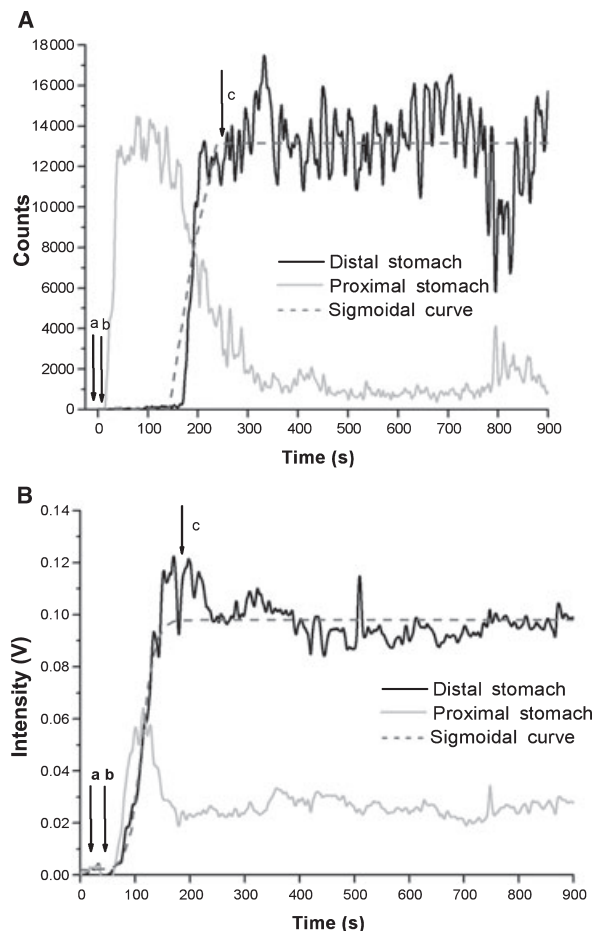 A
18000
16000
14000
12000
10000
8000
6000
4000
2000
0
Counts
a b
c
Distal stomach
Proximal stomach
Sigmoidal curve
0 100 200 300 400 500 600 700 800 900
Time (s)
B
0.14
0.12
0.10
0.08
0.06
0.04
0.02
0.00
Intensity (V)
a b
c
Distal stomach
Proximal stomach
Sigmoidal curve
0 100 200 300 400 500 600 700 800 900
Time (s)